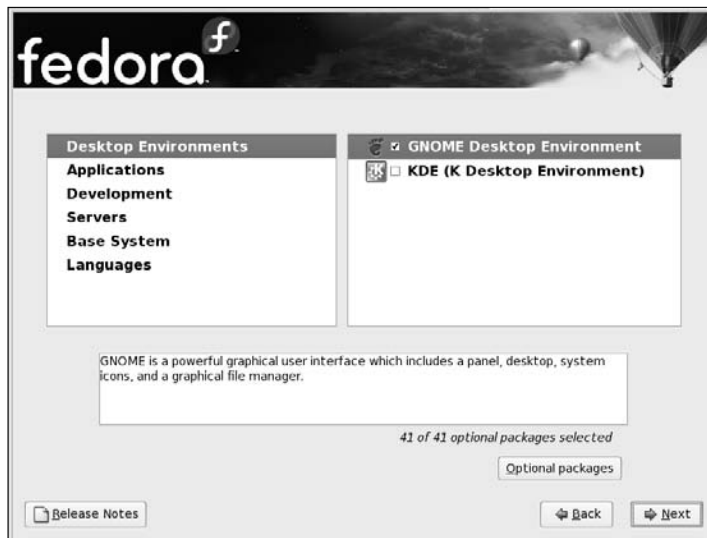 fedora
Desktop Environments
Applications
Development
Servers
Base System
Languages
GNOME Desktop Environment
KDE (K Desktop Environment)
GNOME is a powerful graphical user interface which includes a panel, desktop, system
icons, and a graphical file manager.
41 of 41 optional packages selected
Optional packages
Release Notes
Back
Next